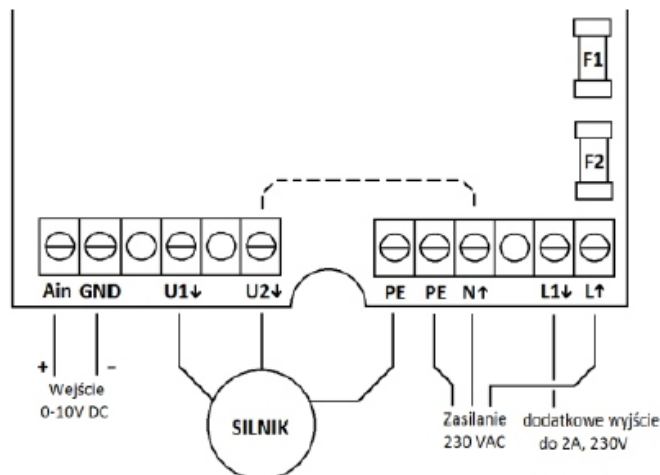 F1
F2
Ain GND U1↓ U2↓ PE PE N↑ L1↓ L↑
+ -
Wejście
0-10V DC
SILNIK
Zasilanie
230 VAC
dodatkowe wyjście
do 2A, 230V